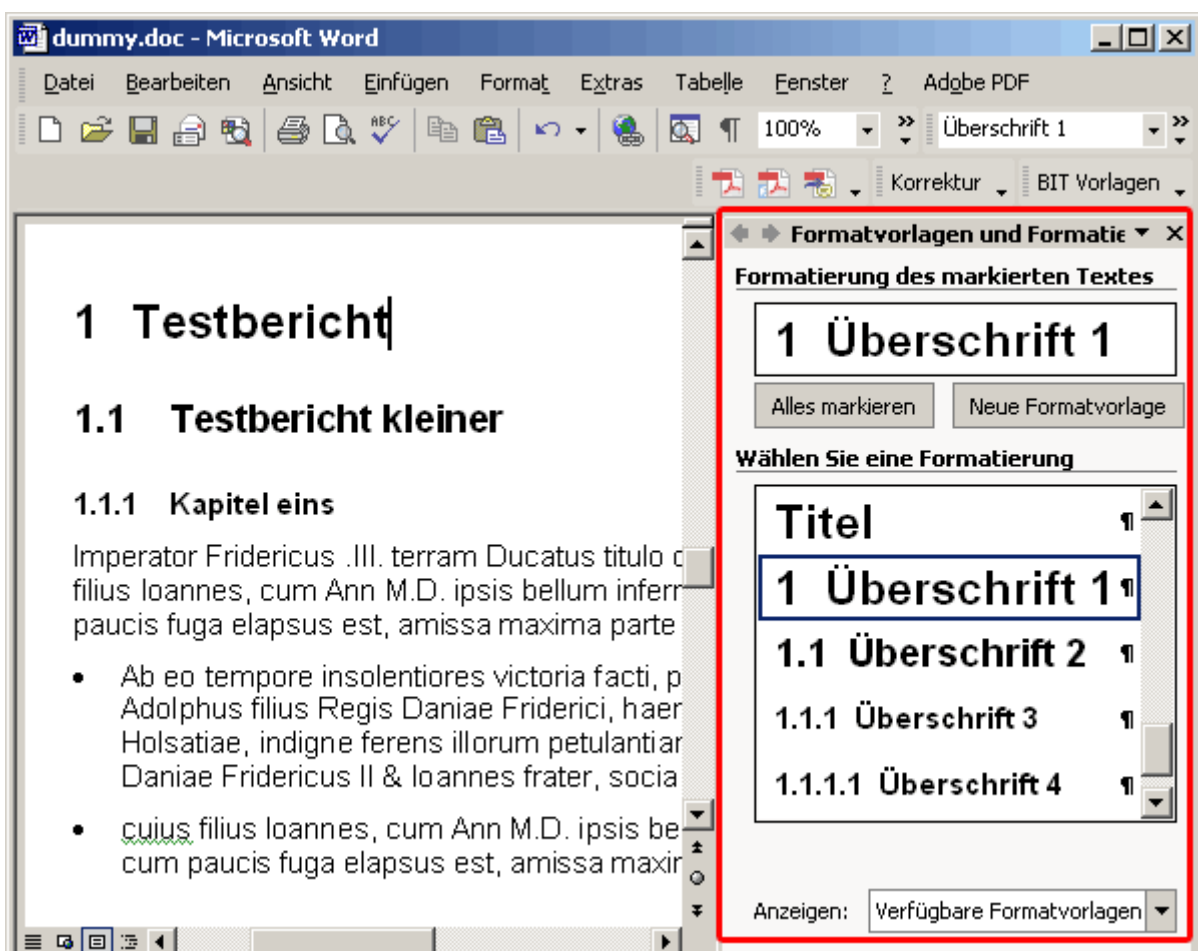 dummy.doc - Microsoft Word
Datei Bearbeiten Ansicht Einfügen Format Extras Tabelle Fenster ? Adobe PDF
ABC 100% Überschrift 1
Korrektur BIT Vorlagen
1 Testbericht
1.1 Testbericht kleiner
1.1.1 Kapitel eins
Imperator Fridericus .III. terram Ducatus titulo
filius Ioannes, cum Ann M.D. ipsis bellum infer
paucis fuga elapsus est, amissa maxima parte
• Ab eo tempore insolentiores victoria facti, p
Adolphus filius Regis Daniae Friderici, haer
Holsatiae, indigne ferens illorum petulantia
Daniae Fridericus II & Ioannes frater, socia
• cuius filius Ioannes, cum Ann M.D. ipsis be
cum paucis fuga elapsus est, amissa maxi
Formatvorlagen und Formatie
Formatierung des markierten Textes
1 Überschrift 1
Alles markieren Neue Formatvorlage
Wählen Sie eine Formatierung
Titel ¶
1 Überschrift 1 ¶
1.1 Überschrift 2 ¶
1.1.1 Überschrift 3 ¶
1.1.1.1 Überschrift 4 ¶
Anzeigen: Verfügbare Formatvorlagen